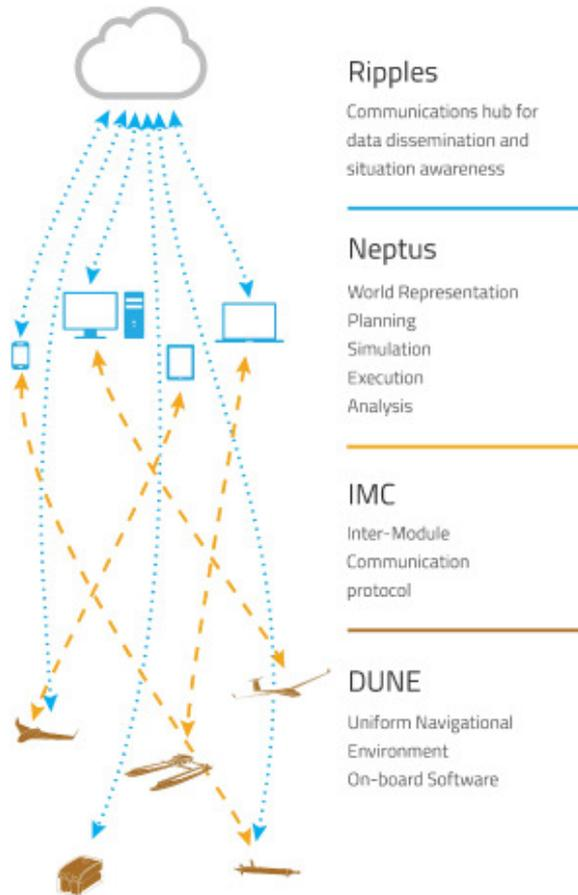 Ripples
Communications hub for
data dissemination and
situation awareness
Neptus
World Representation
Planning
Simulation
Execution
Analysis
IMC
Inter-Module
Communication
protocol
DUNE
Uniform Navigational
Environment
On-board Software